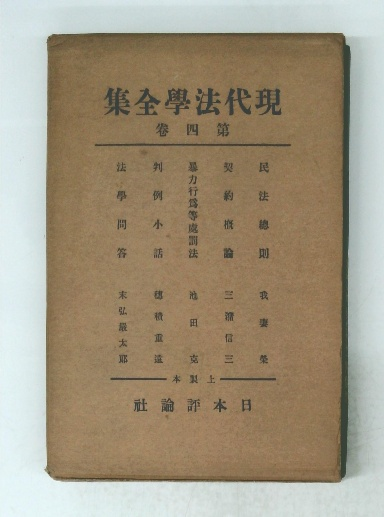 現代法學全集
第四卷
民法總則 我妻榮
契約概論 三潴信三
暴力行爲等處罰法 池田克
判例小話 穗積重遠
法學問答 末弘嚴太郎
上製本
日本評論社